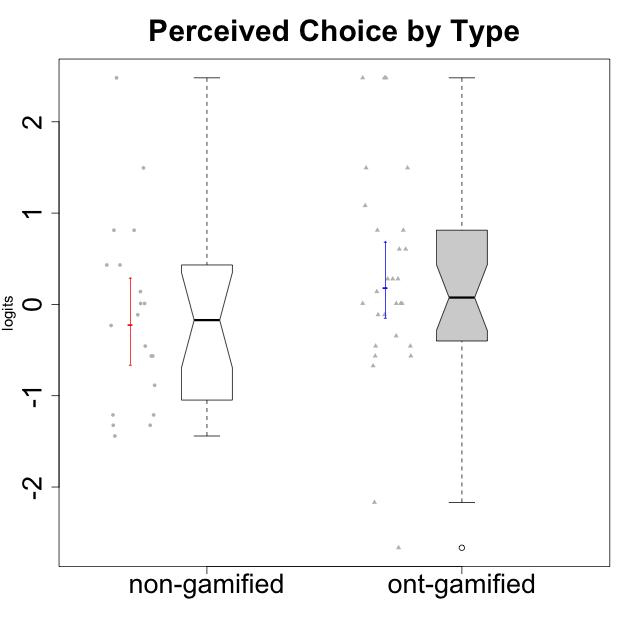 Perceived Choice by Type
logits
2
1
0
-1
-2
non-gamified
ont-gamified